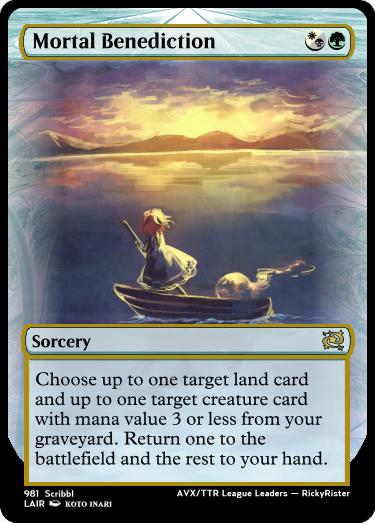 Mortal Benediction
Sorcery
Choose up to one target land card
and up to one target creature card
with mana value 3 or less from your
graveyard. Return one to the
battlefield and the rest to your hand.
981 Scribbl
AVX/TTR League Leaders — RickyRister
LAIR KOTO INARI